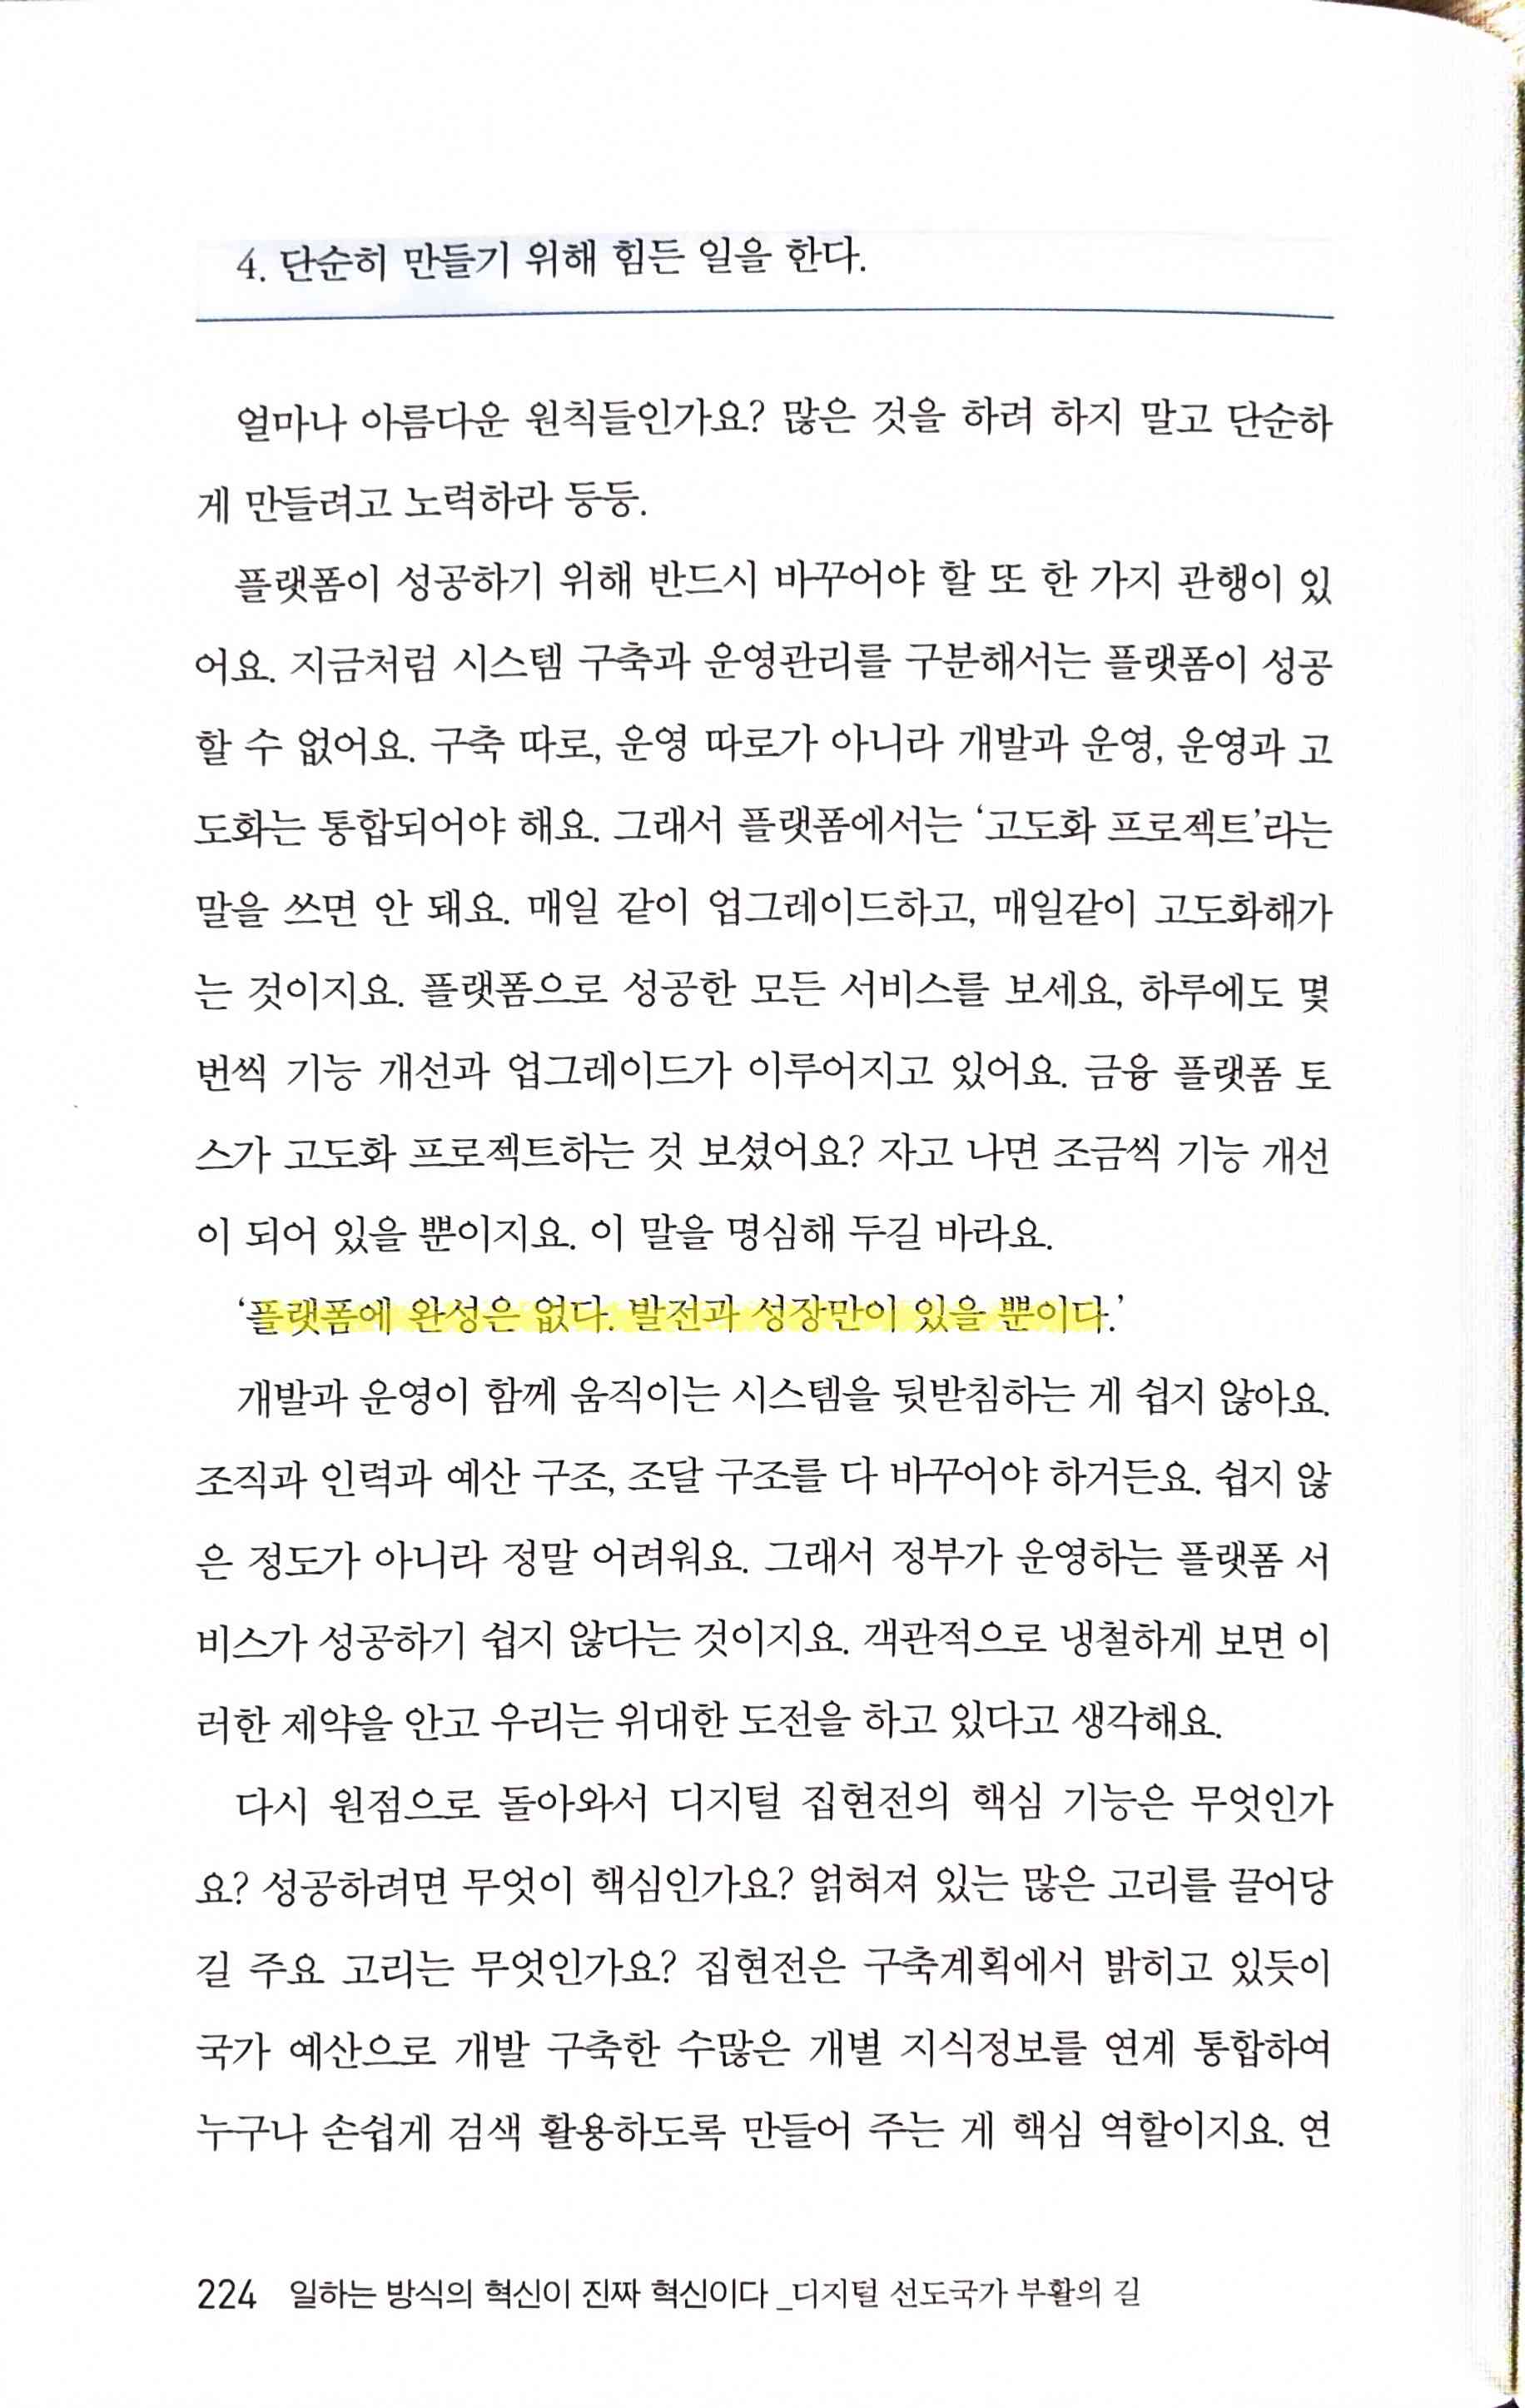 4. 단순히 만들기 위해 힘든 일을 한다.
얼마나 아름다운 원칙들인가요? 많은 것을 하려 하지 말고 단순하
게 만들려고 노력하라 등등.
플랫폼이 성공하기 위해 반드시 바꾸어야 할 또 한 가지 관행이 있
어요. 지금처럼 시스템 구축과 운영관리를 구분해서는 플랫폼이 성공
할 수 없어요. 구축 따로, 운영 따로가 아니라 개발과 운영, 운영과 고
도화는 통합되어야 해요. 그래서 플랫폼에서는 ‘고도화 프로젝트’라는
말을 쓰면 안 돼요. 매일 같이 업그레이드하고, 매일같이 고도화해가
는 것이지요. 플랫폼으로 성공한 모든 서비스를 보세요, 하루에도 몇
번씩 기능 개선과 업그레이드가 이루어지고 있어요. 금융 플랫폼 토
스가 고도화 프로젝트하는 것 보셨어요? 자고 나면 조금씩 기능 개선
이 되어 있을 뿐이지요. 이 말을 명심해 두길 바라요.
‘플랫폼에 완성은 없다. 발전과 성장만이 있을 뿐이다.’
개발과 운영이 함께 움직이는 시스템을 뒷받침하는 게 쉽지 않아요.
조직과 인력과 예산 구조, 조달 구조를 다 바꾸어야 하거든요. 쉽지 않
은 정도가 아니라 정말 어려워요. 그래서 정부가 운영하는 플랫폼 서
비스가 성공하기 쉽지 않다는 것이지요. 객관적으로 냉철하게 보면 이
러한 제약을 안고 우리는 위대한 도전을 하고 있다고 생각해요.
다시 원점으로 돌아와서 디지털 집현전의 핵심 기능은 무엇인가
요? 성공하려면 무엇이 핵심인가요? 얽혀져 있는 많은 고리를 끌어당
길 주요 고리는 무엇인가요? 집현전은 구축계획에서 밝히고 있듯이
국가 예산으로 개발 구축한 수많은 개별 지식정보를 연계 통합하여
누구나 손쉽게 검색 활용하도록 만들어 주는 게 핵심 역할이지요. 연
224 일하는 방식의 혁신이 진짜 혁신이다 _디지털 선도국가 부활의 길